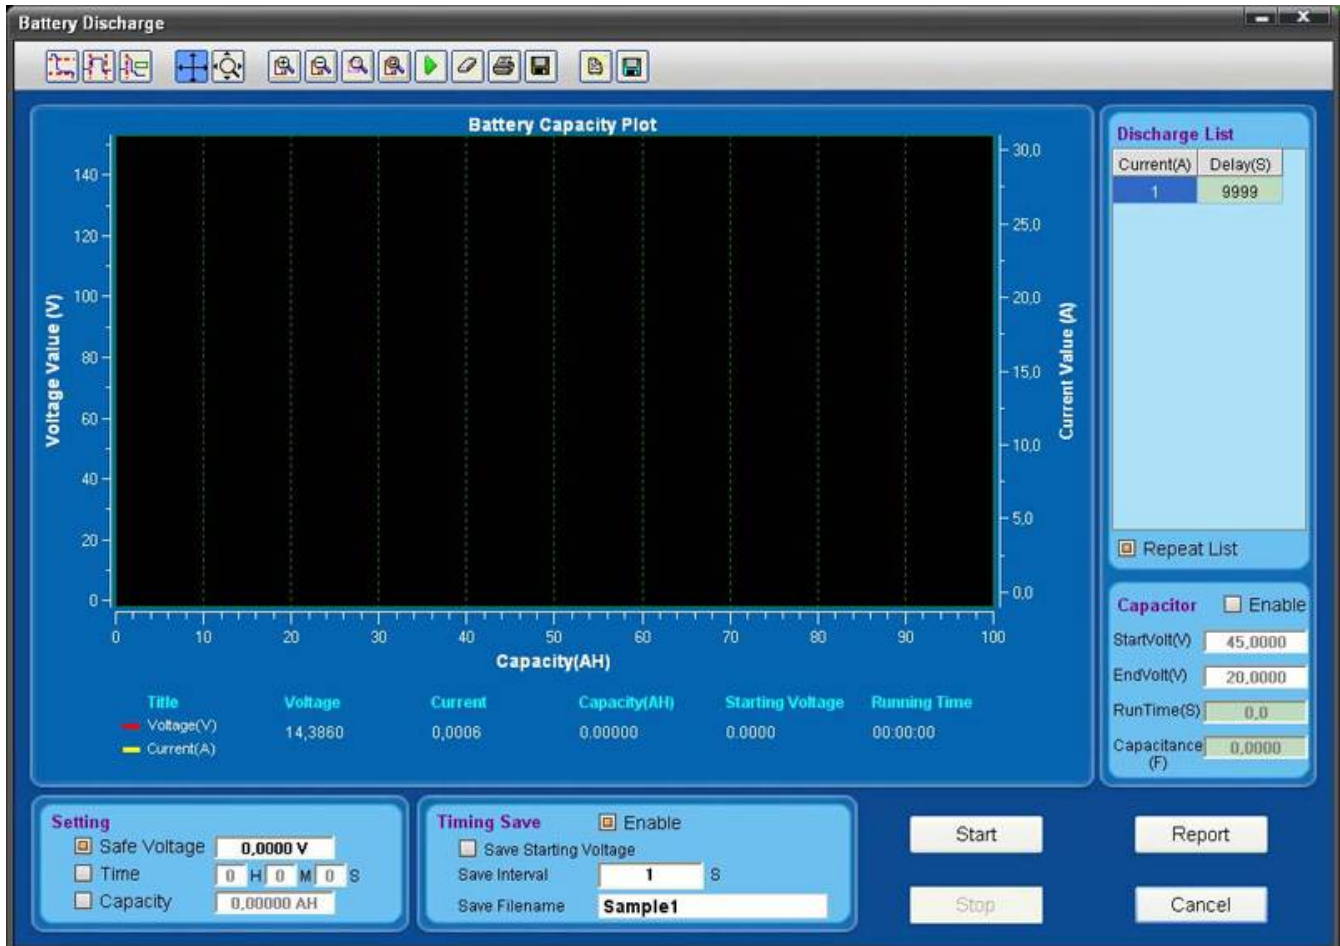 Battery Discharge
Battery Capacity Plot
Voltage Value (V)
140
120
100
80
60
40
20
0
30,0
25,0
20,0
15,0
10,0
5,0
0,0
Current Value (A)
0 10 20 30 40 50 60 70 80 90 100
Capacity(AH)
Title Voltage Current Capacity(AH) Starting Voltage Running Time
Voltage(V)
14,3860 0,0006 0.00000 0.0000 00:00:00
Current(A)
Discharge List
Current(A) Delay(S)
1 9999
Repeat List
Capacitor Enable
StartVolt(V) 45,0000
EndVolt(V) 20,0000
RunTime(S) 0,0
Capacitance (F) 0,0000
Setting
Safe Voltage 0,0000 V
Time 0 H 0 M 0 S
Capacity 0,00000 AH
Timing Save Enable
Save Starting Voltage
Save Interval 1 S
Save Filename Sample1
Start Report
Stop Cancel